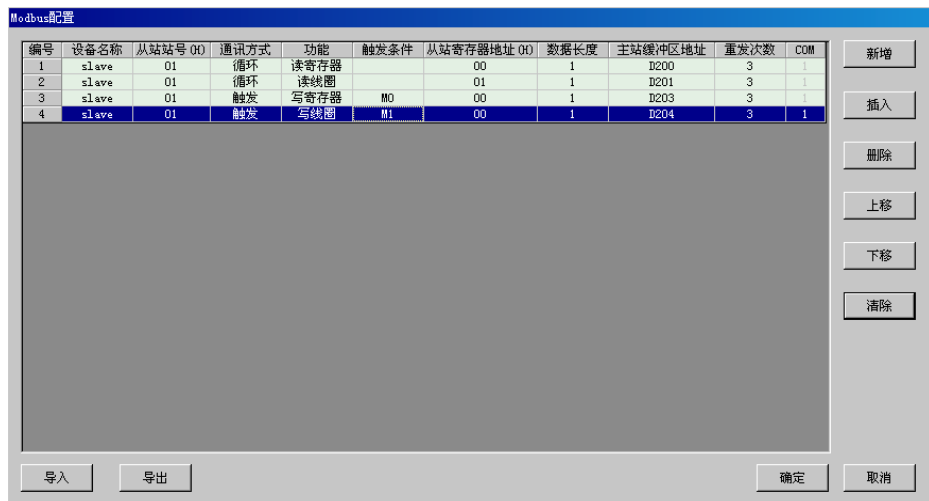 Modbus配置
编号 设备名称 从站站号(H) 通讯方式 功能 触发条件 从站寄存器地址(H) 数据长度 主站缓冲区地址 重发次数 COM
1 slave 01 循环 读寄存器 00 1 D200 3 1
2 slave 01 循环 读线圈 01 1 D201 3 1
3 slave 01 触发 写寄存器 M0 00 1 D203 3 1
4 slave 01 触发 写线圈 M1 00 1 D204 3 1
新增
插入
删除
上移
下移
清除
导入 导出 确定 取消